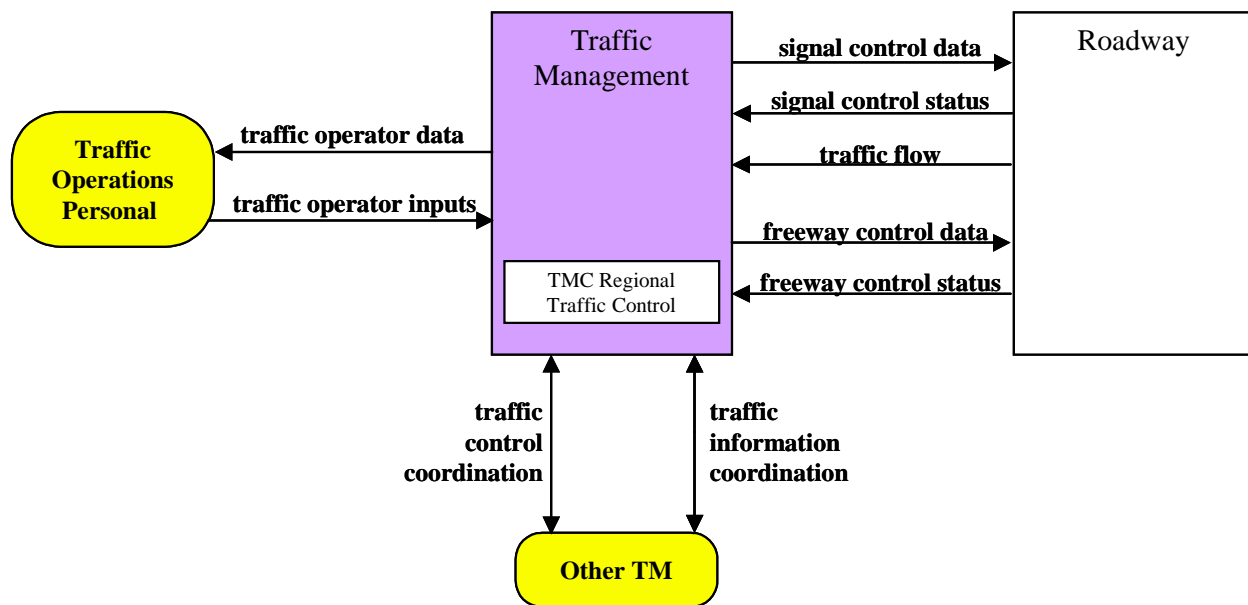 Traffic
Management
Roadway
signal control data
signal control status
traffic flow
freeway control data
freeway control status
traffic operator data
traffic operator inputs
Traffic
Operations
Personal
TMC Regional
Traffic Control
traffic
control
coordination
traffic
information
coordination
Other TM